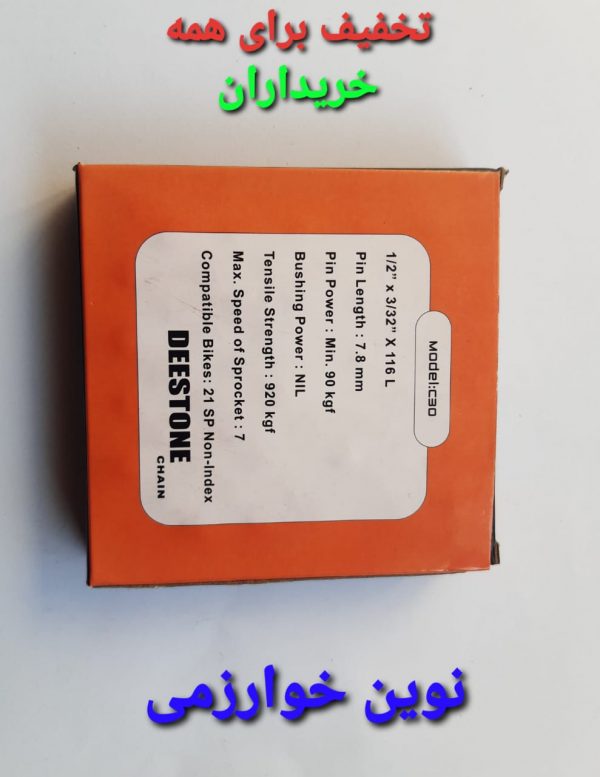 تخفیف برای همه
خریداران
Model:C30
1/2" x 3/32" X 116 L
Pin Length : 7.8 mm
Pin Power : Min. 90 kgf
Bushing Power : NIL
Tensile Strength : 920 kgf
Max. Speed of Sprocket : 7
Compatible Bikes: 21 SP Non-Index
DEESTONE
CHAIN
نوین خوارزمی